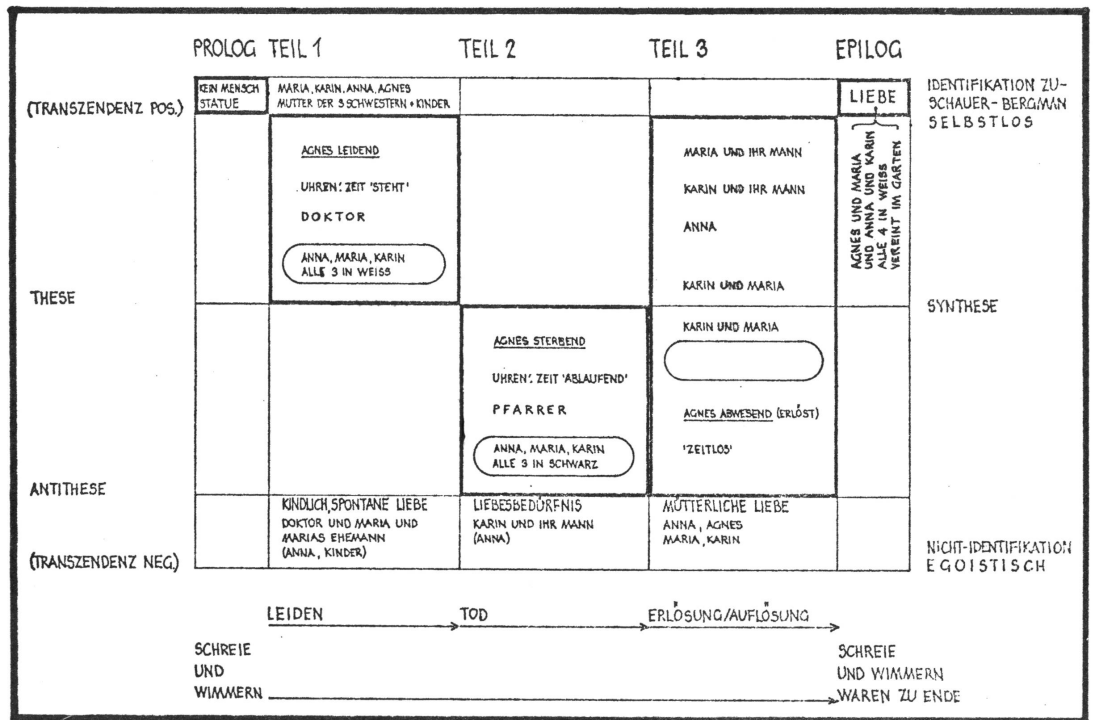 PROLOG TEIL 1 TEIL 2 TEIL 3 EPILOG
(TRANSZENDENZ POS.)
KEIN MENSCH
STATUE
MARIA, KARIN, ANNA, AGNES
MUTTER DER 3 SCHWESTERN + KINDER
LIEBE
IDENTIFIKATION ZU-
SCHAUER-BERGMAN
SELBSTLOS
AGNES LEIDEND
UHREN: ZEIT 'STEHT'
DOKTOR
ANNA, MARIA, KARIN
ALLE 3 IN WEISS
MARIA UND IHR MANN
KARIN UND IHR MANN
ANNA
KARIN UND MARIA
AGNES UND MARIA
UND ANNA UND KARIN
ALLE 4 IN WEISS
VEREINT IM GARTEN
THESE
SYNTHESE
AGNES STERBEND
UHREN: ZEIT 'ABLAUFEND'
PFARRER
ANNA, MARIA, KARIN
ALLE 3 IN SCHWARZ
KARIN UND MARIA
AGNES ABWESEND (ERLÖST)
'ZEITLOS'
ANTITHESE
KINDLICH, SPONTANE LIEBE
DOKTOR UND MARIA UND
MARIAS EHEMANN
(ANNA, KINDER)
LIEBESBEDÜRFNIS
KARIN UND IHR MANN
(ANNA)
MÜTTERLICHE LIEBE
ANNA, AGNES
MARIA, KARIN
(TRANSZENDENZ NEG.)
NICHT-IDENTIFIKATION
EGOISTISCH
LEIDEN TOD ERLÖSUNG/AUFLÖSUNG
SCHREIE
UND
WIMMERN
SCHREIE
UND WIMMERN
WAREN ZU ENDE